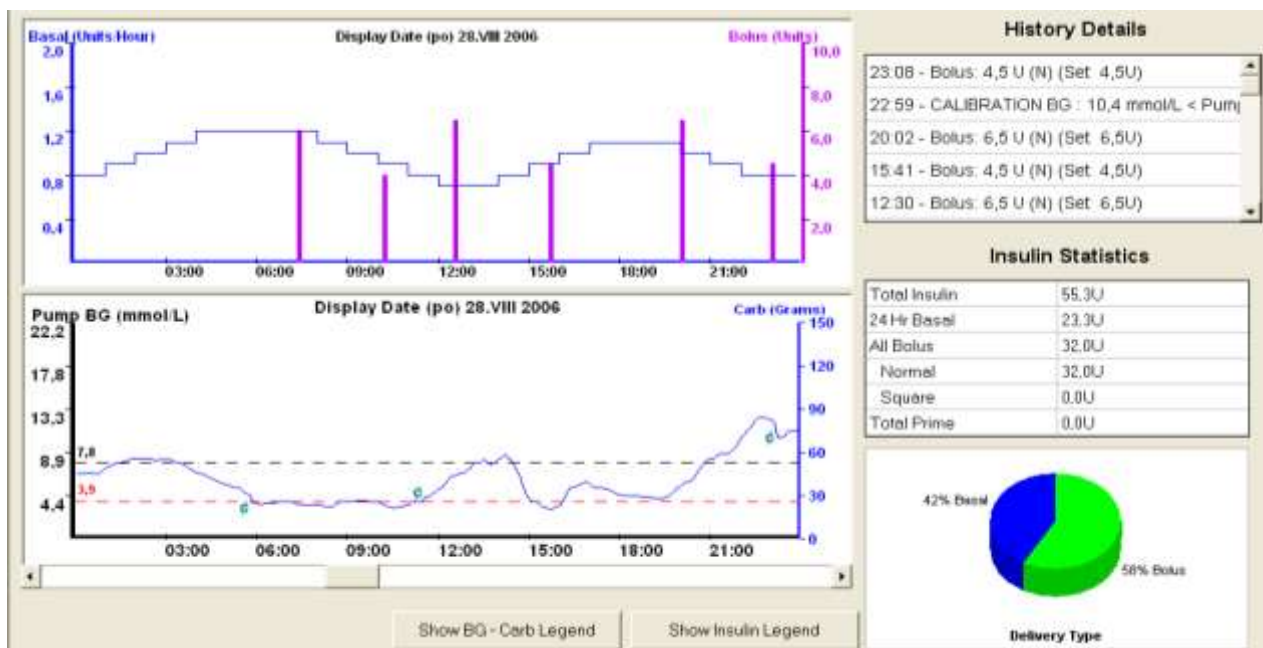 Basal (Units/Hour)
Display Date (po) 28.VIII 2006
Bolus (Units)
2,0
1,6
1,2
0,8
0,4
10,0
8,0
6,0
4,0
2,0
03:00 06:00 09:00 12:00 15:00 18:00 21:00
Pump BG (mmol/L)
Display Date (po) 28.VIII 2006
Carb (Grams)
22,2
17,8
13,3
8,9
4,4
7,8
3,9
C
C
C
150
120
90
60
30
0
03:00 06:00 09:00 12:00 15:00 18:00 21:00
Show BG - Carb Legend
Show Insulin Legend
History Details
23:08 - Bolus: 4,5 U (N) (Set 4,5U)
22:59 - CALIBRATION BG : 10,4 mmol/L < Pump
20:02 - Bolus: 6,5 U (N) (Set 6,5U)
15:41 - Bolus: 4,5 U (N) (Set 4,5U)
12:30 - Bolus: 6,5 U (N) (Set 6,5U)
Insulin Statistics
Total Insulin 55,3U
24 Hr Basal 23,3U
All Bolus 32,0U
Normal 32,0U
Square 0,0U
Total Prime 0,0U
42% Basal
58% Bolus
Delivery Type